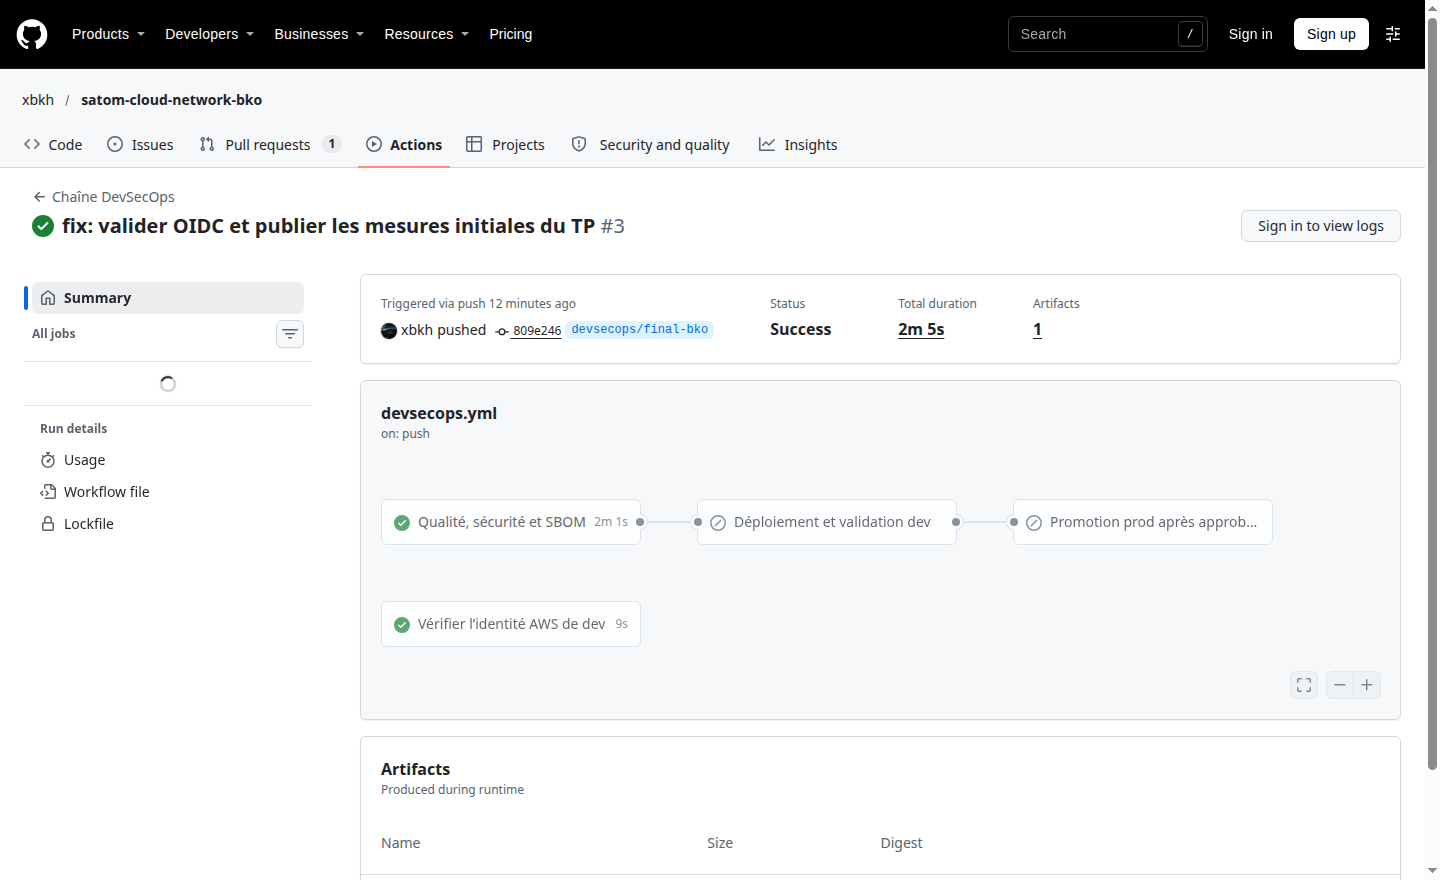 Products Developers Businesses Resources Pricing Search / Sign in Sign up
xbkh / satom-cloud-network-bko
Code Issues Pull requests 1 Actions Projects Security and quality Insights
Chaîne DevSecOps
fix: valider OIDC et publier les mesures initiales du TP #3
Sign in to view logs
Summary
All jobs
Run details
Usage
Workflow file
Lockfile
Triggered via push 12 minutes ago Status Total duration Artifacts
xbkh pushed 809e246 devsecops/final-bko Success 2m 5s 1
devsecops.yml
on: push
Qualité, sécurité et SBOM 2m 1s Déploiement et validation dev Promotion prod après approb...
Vérifier l’identité AWS de dev 9s
Artifacts
Produced during runtime
Name Size Digest